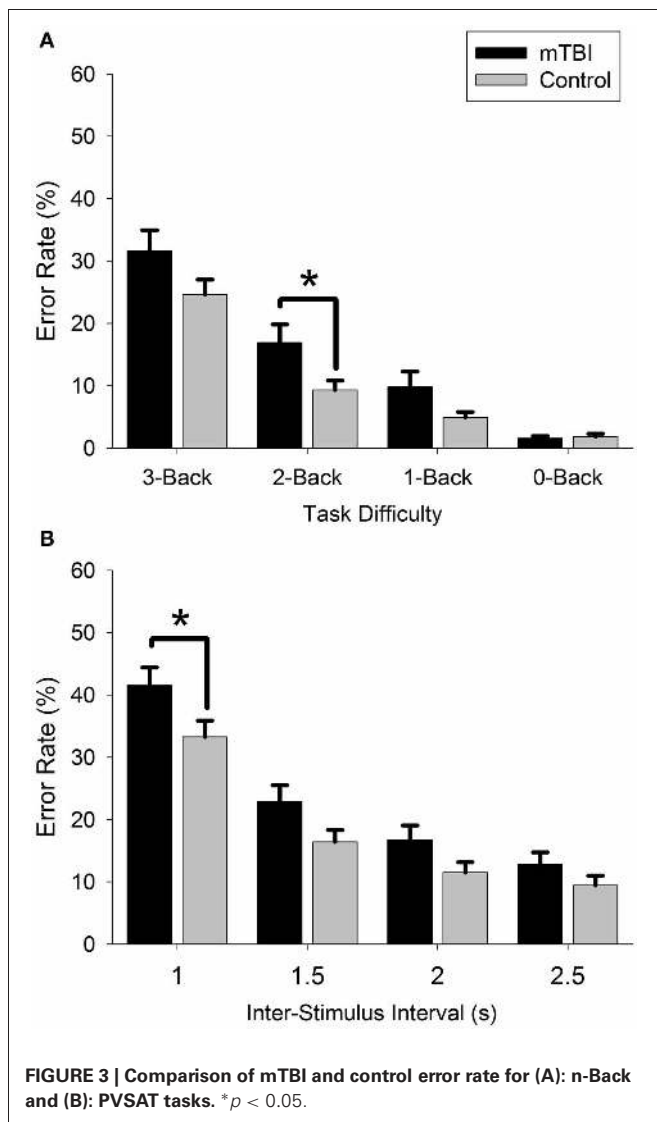 A
mTBI
Control
60
50
40
30
20
10
0
Error Rate (%)
*
3-Back 2-Back 1-Back 0-Back
Task Difficulty
B
60
50
40
30
20
10
0
Error Rate (%)
*
1 1.5 2 2.5
Inter-Stimulus Interval (s)
FIGURE 3 | Comparison of mTBI and control error rate for (A): n-Back
and (B): PVSAT tasks. *p < 0.05.